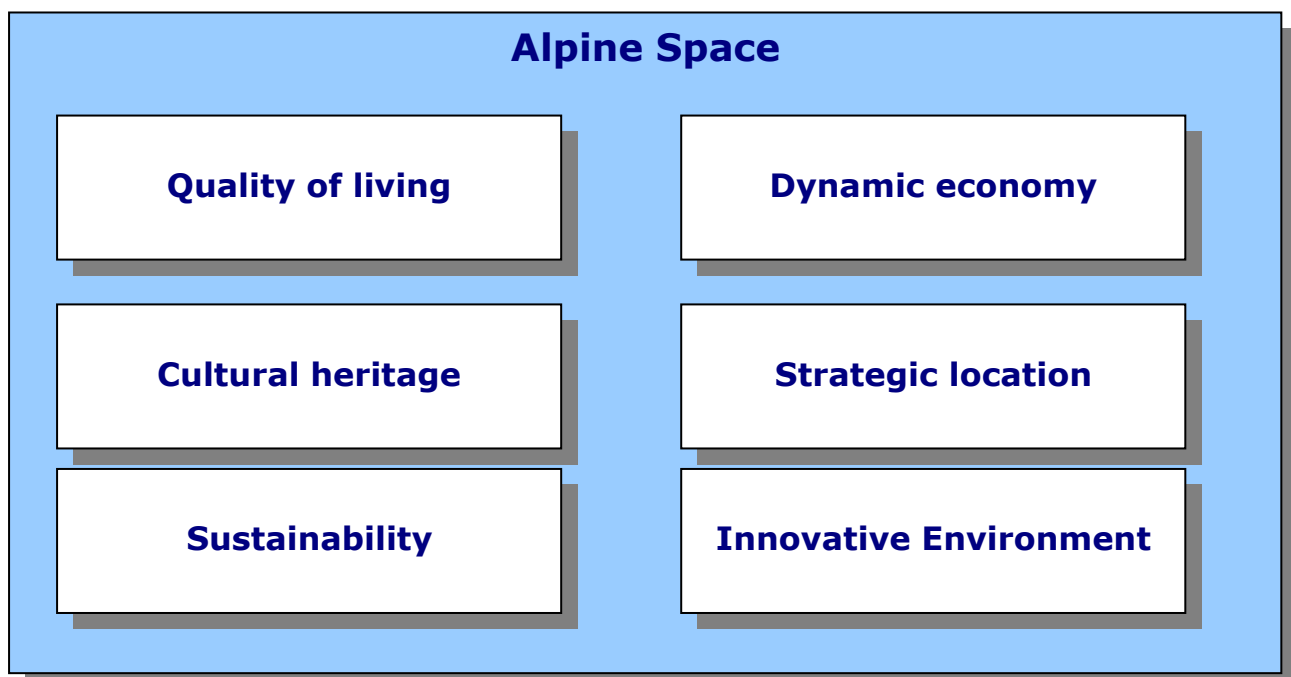 Alpine Space
Quality of living
Dynamic economy
Cultural heritage
Strategic location
Sustainability
Innovative Environment